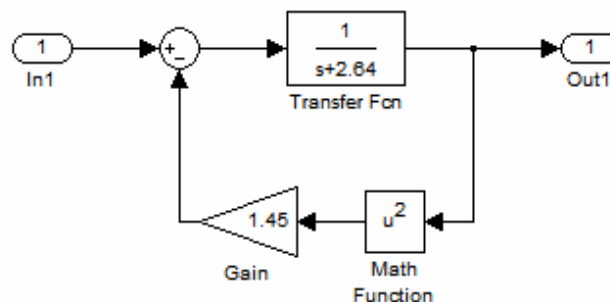 1
In1
+
−
1
s+2.64
Transfer Fcn
1
Out1
1.45
Gain
u²
Math
Function